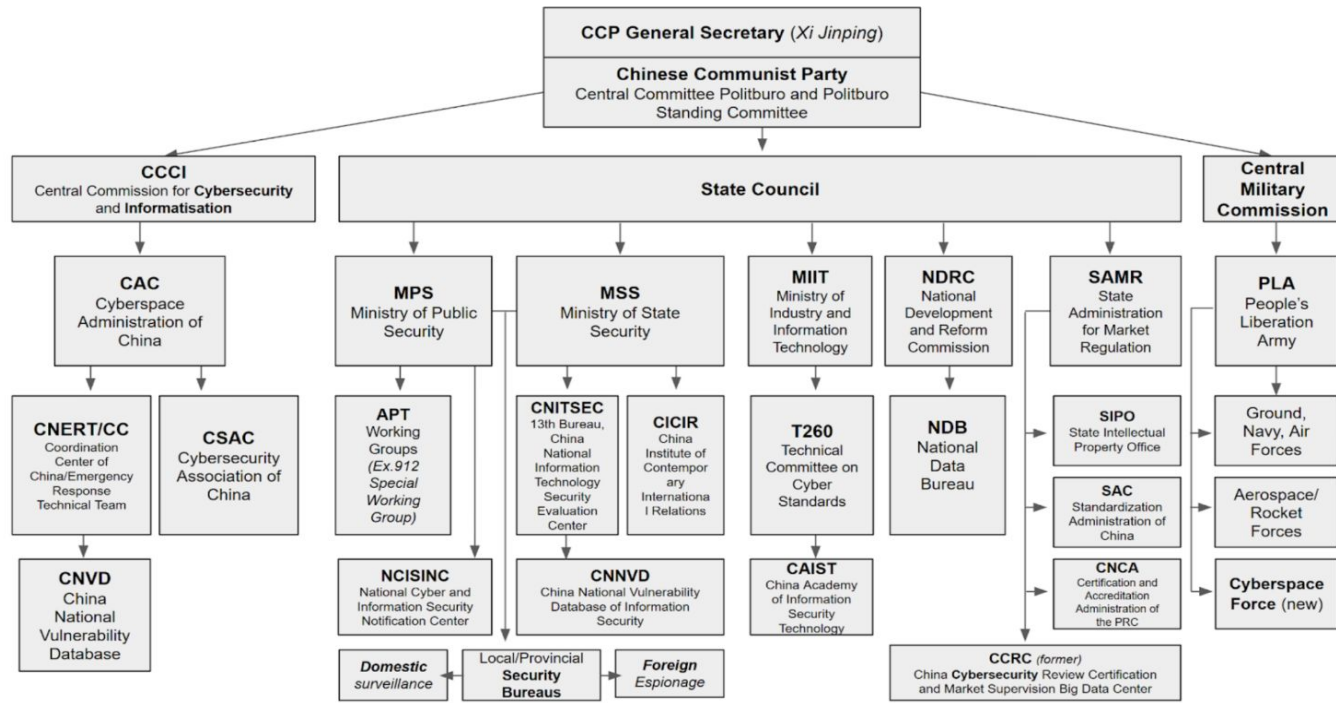 CCP General Secretary (Xi Jinping)
Chinese Communist Party
Central Committee Politburo and Politburo
Standing Committee
CCCI
Central Commission for Cybersecurity
and Informatisation
State Council
Central
Military
Commission
CAC
Cyberspace
Administration of
China
MPS
Ministry of Public
Security
MSS
Ministry of State
Security
MIIT
Ministry of
Industry and
Information
Technology
NDRC
National
Development
and Reform
Commission
SAMR
State
Administration
for Market
Regulation
PLA
People's
Liberation
Army
CNERT/CC
Coordination
Center of
China/Emergency
Response
Technical Team
CSAC
Cybersecurity
Association of
China
APT
Working
Groups
(Ex.912
Special
Working
Group)
CNITSEC
13th Bureau,
China
National
Information
Technology
Security
Evaluation
Center
CICIR
China
Institute of
Contempor
ary
Internationa
l Relations
T260
Technical
Committee on
Cyber
Standards
NDB
National
Data
Bureau
SIPO
State Intellectual
Property Office
SAC
Standardization
Administration of
China
CNCA
Certification and
Accreditation
Administration of
the PRC
Ground,
Navy, Air
Forces
Aerospace/
Rocket
Forces
Cyberspace
Force (new)
CNVD
China
National
Vulnerability
Database
NCISINC
National Cyber and
Information Security
Notification Center
CNNVD
China National Vulnerability
Database of Information
Security
CAIST
China Academy
of Information
Security
Technology
Domestic
surveillance
Local/Provincial
Security
Bureaus
Foreign
Espionage
CCRC (former)
China Cybersecurity Review Certification
and Market Supervision Big Data Center